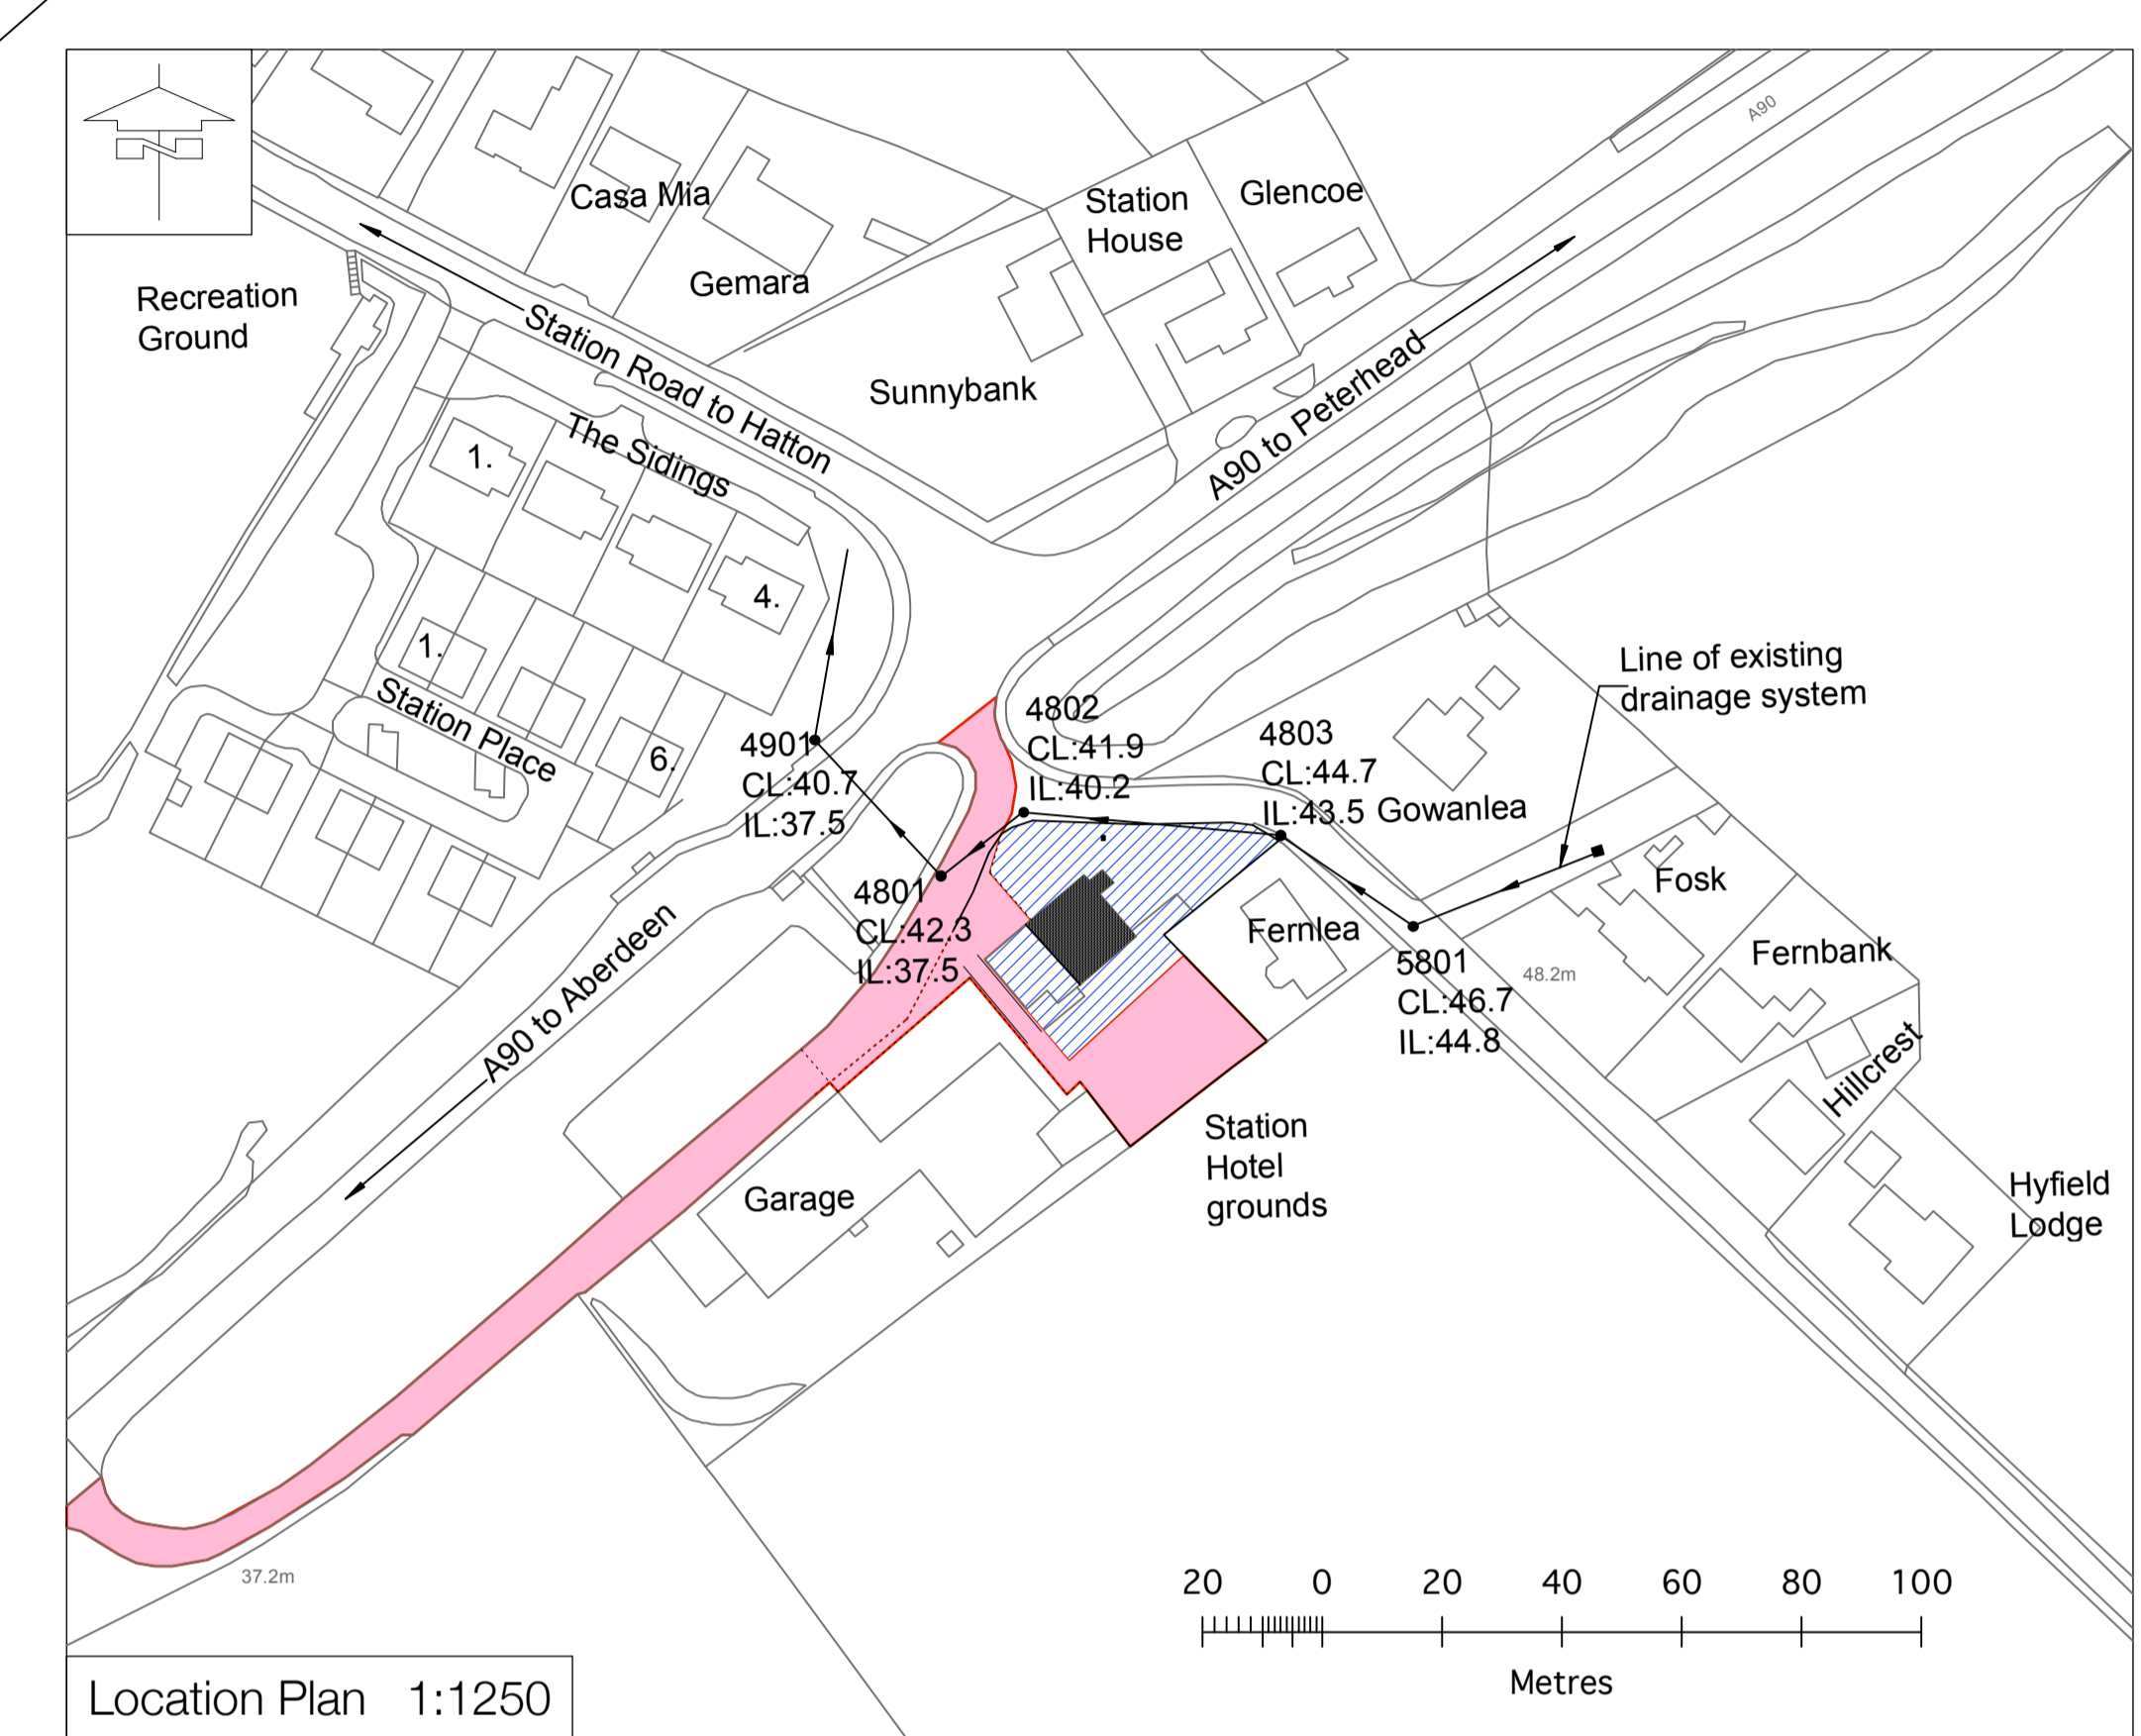 A90
Casa Mia
Station
House
Glencoe
Gemara
Recreation
Ground
Station Road to Hatton
Sunnybank
A90 to Peterhead
The Sidings
1.
4.
1.
Station Place
6.
Line of existing
drainage system
4901
CL:40.7
IL:37.5
4802
CL:41.9
IL:40.2
4803
CL:44.7
IL:43.5
Gowanlea
4801
CL:42.3
IL:37.5
Fernlea
Fosk
Fernbank
5801
CL:46.7
IL:44.8
48.2m
A90 to Aberdeen
Hillcrest
Station
Hotel
grounds
Garage
Hyfield
Lodge
37.2m
20 0 20 40 60 80 100
Metres
Location Plan 1:1250